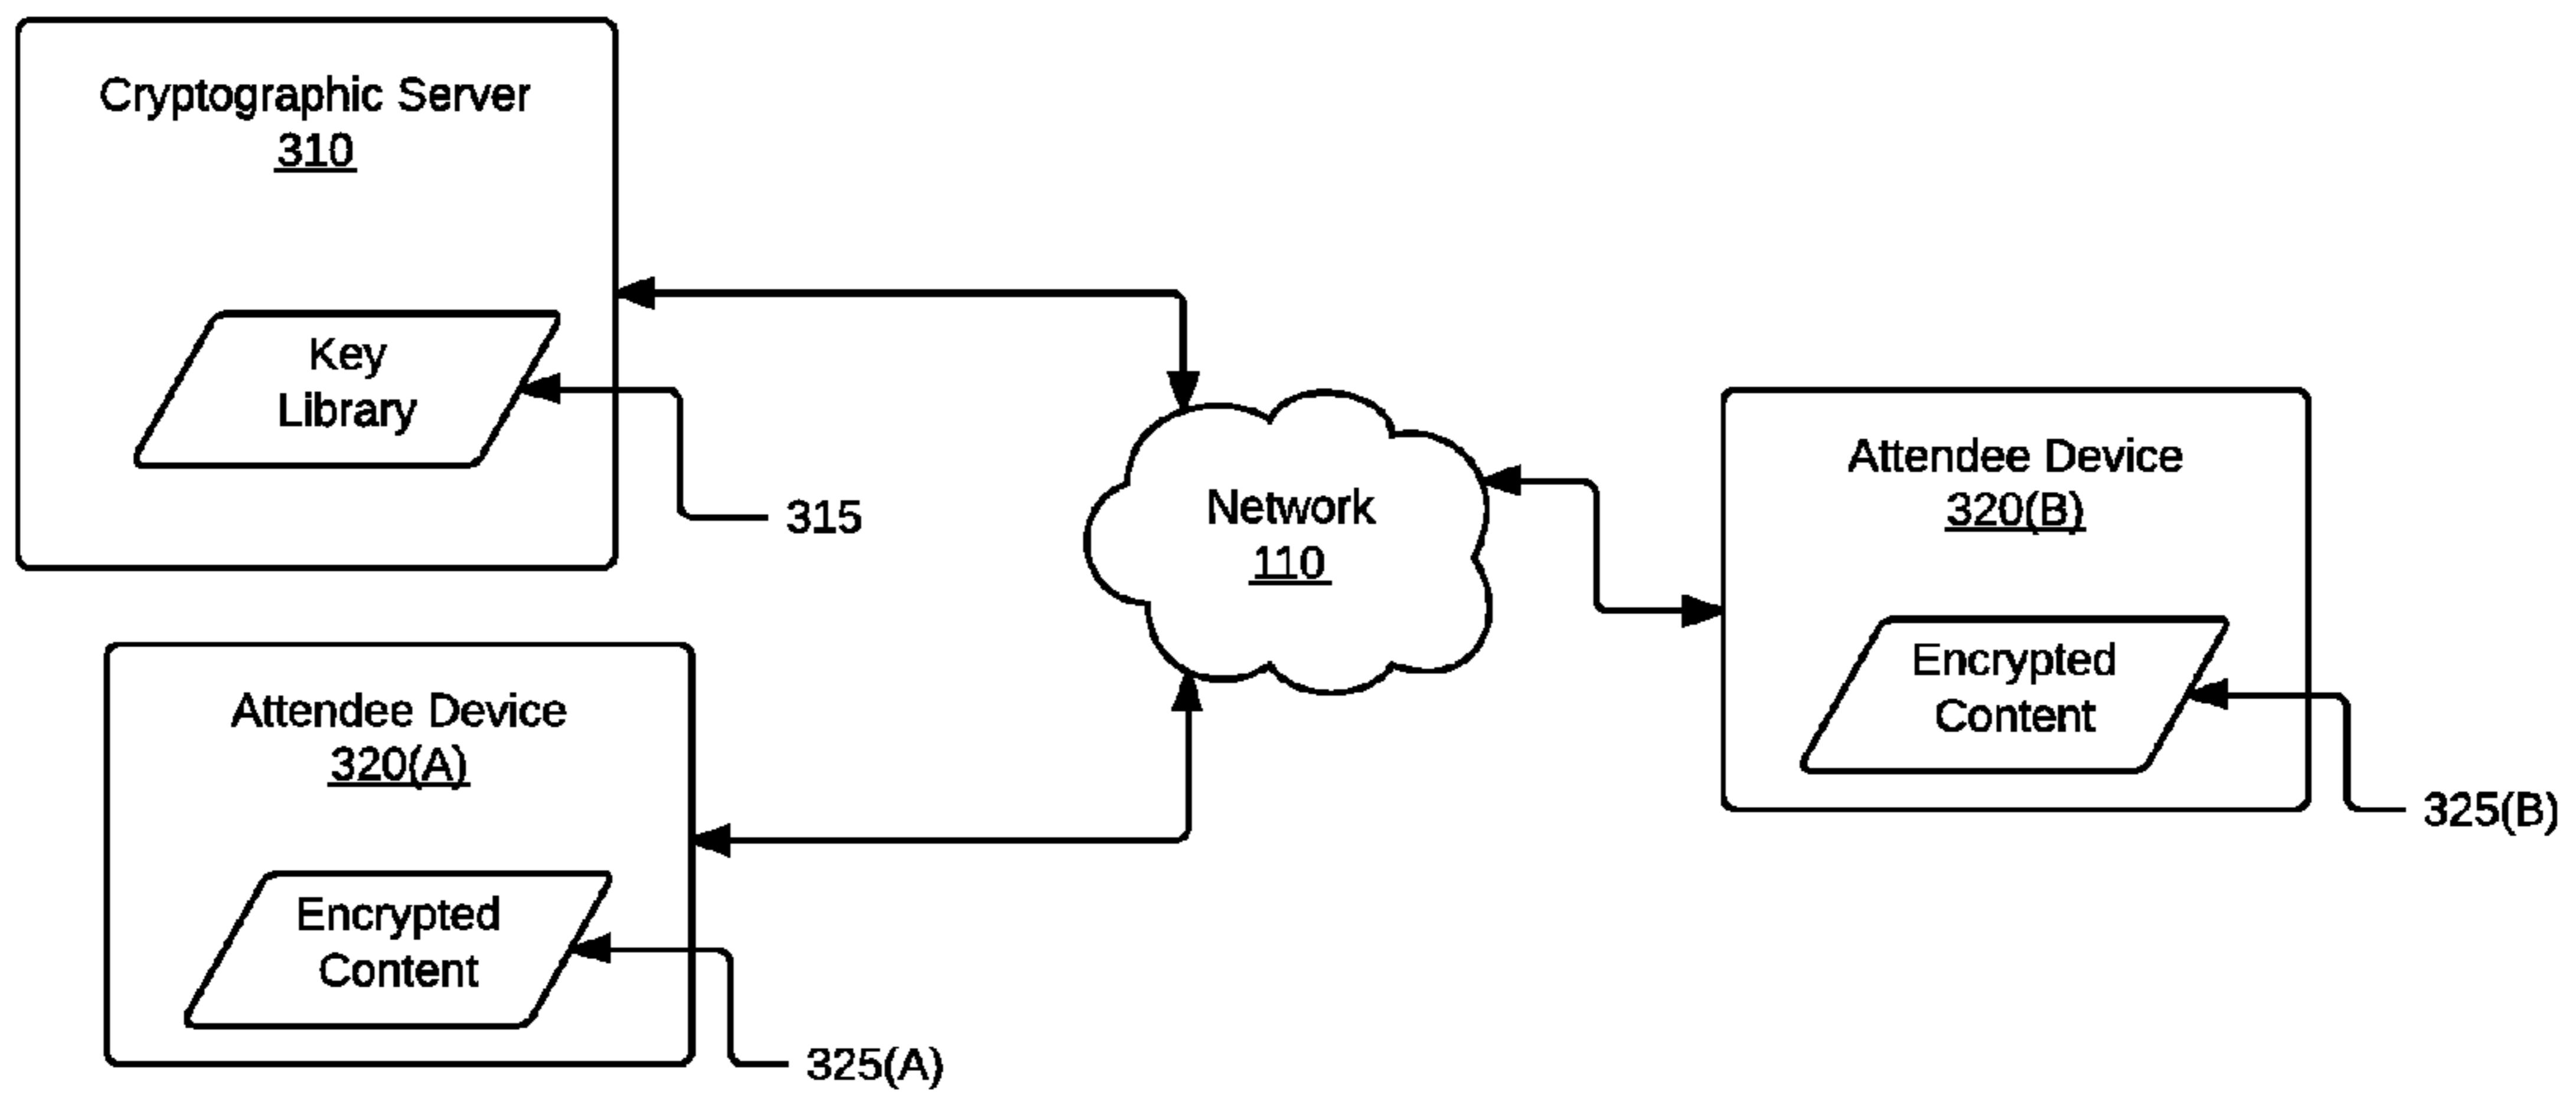 Cryptographic Server
310
Key
Library
315
Network
110
Attendee Device
320(B)
Encrypted
Content
325(B)
Attendee Device
320(A)
Encrypted
Content
325(A)